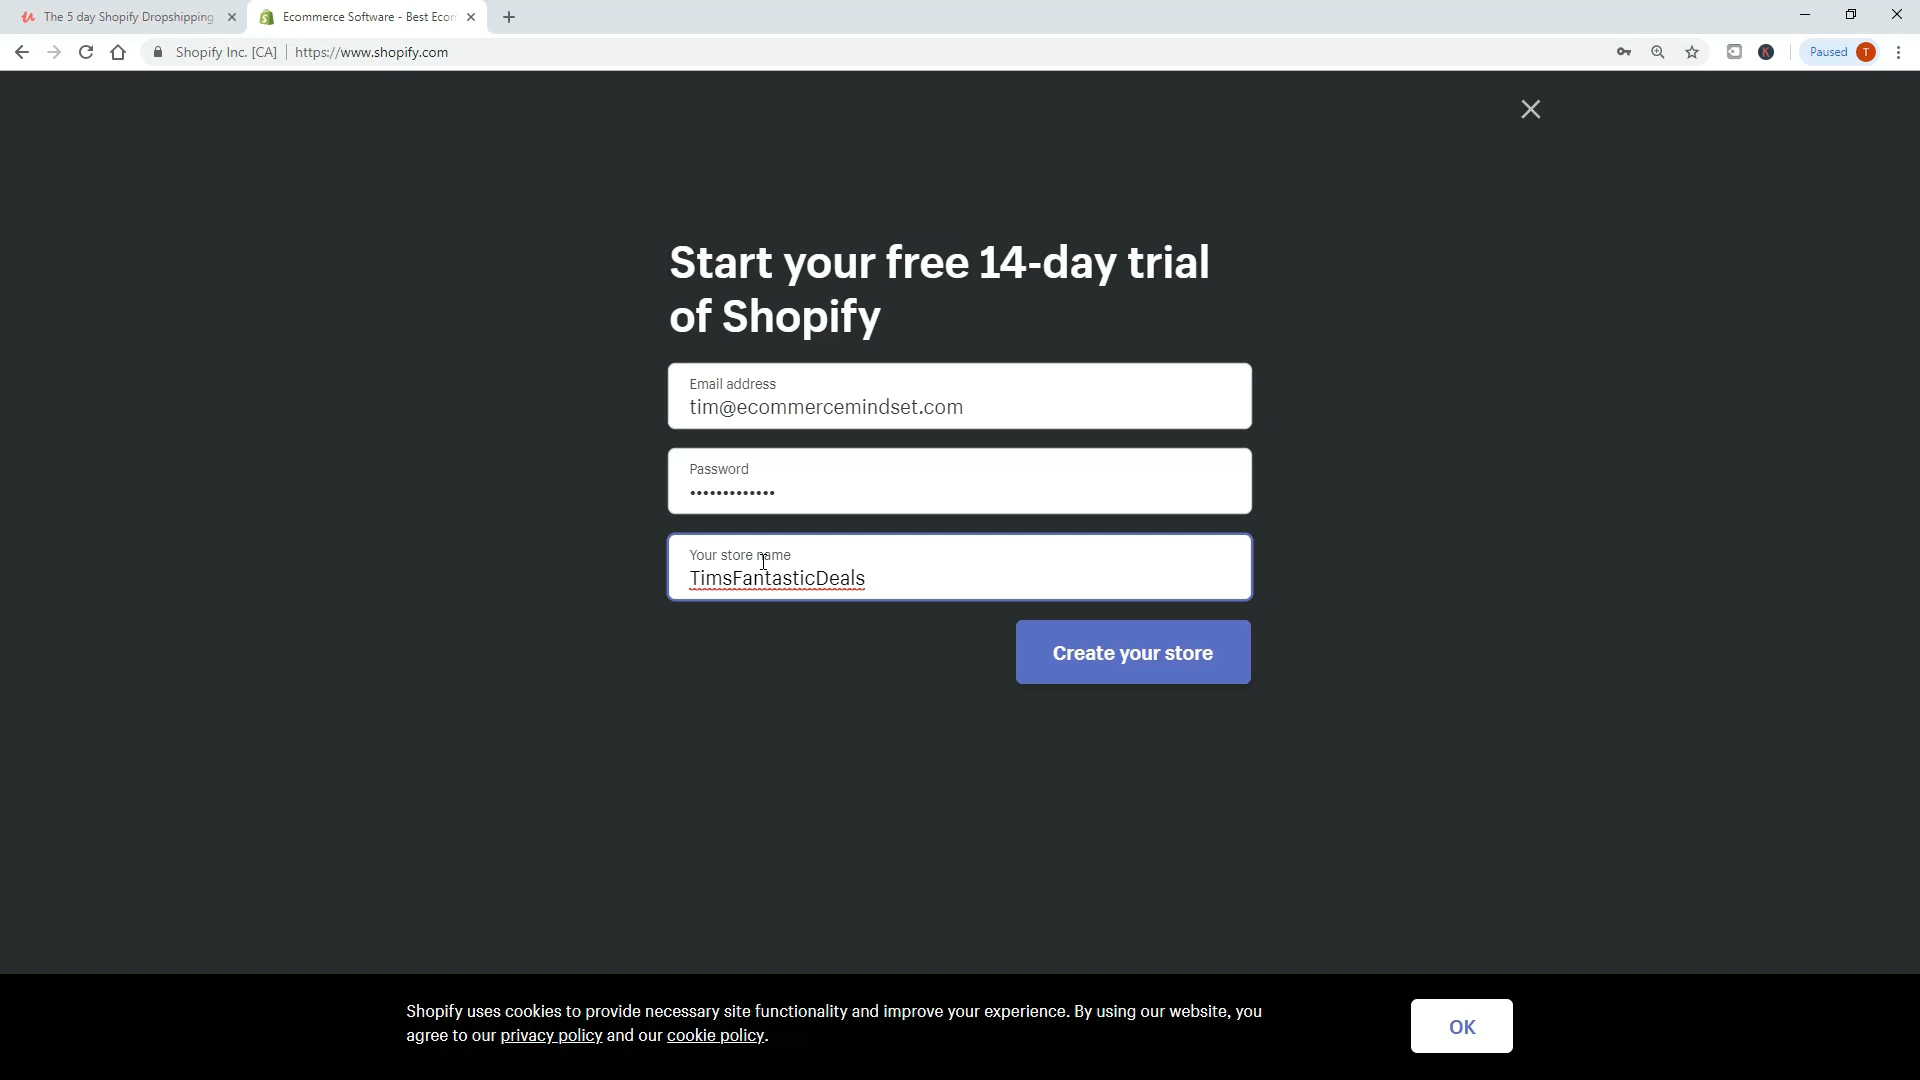 The 5 day Shopify Dropshipping
Ecommerce Software - Best Ecom
Shopify Inc. [CA] | https://www.shopify.com
K
Paused T
Start your free 14-day trial
of Shopify
Email address
tim@ecommercemindset.com
Password
•••••••••••••
Your store name
TimsFantasticDeals
Create your store
Shopify uses cookies to provide necessary site functionality and improve your experience. By using our website, you
agree to our privacy policy and our cookie policy.
OK